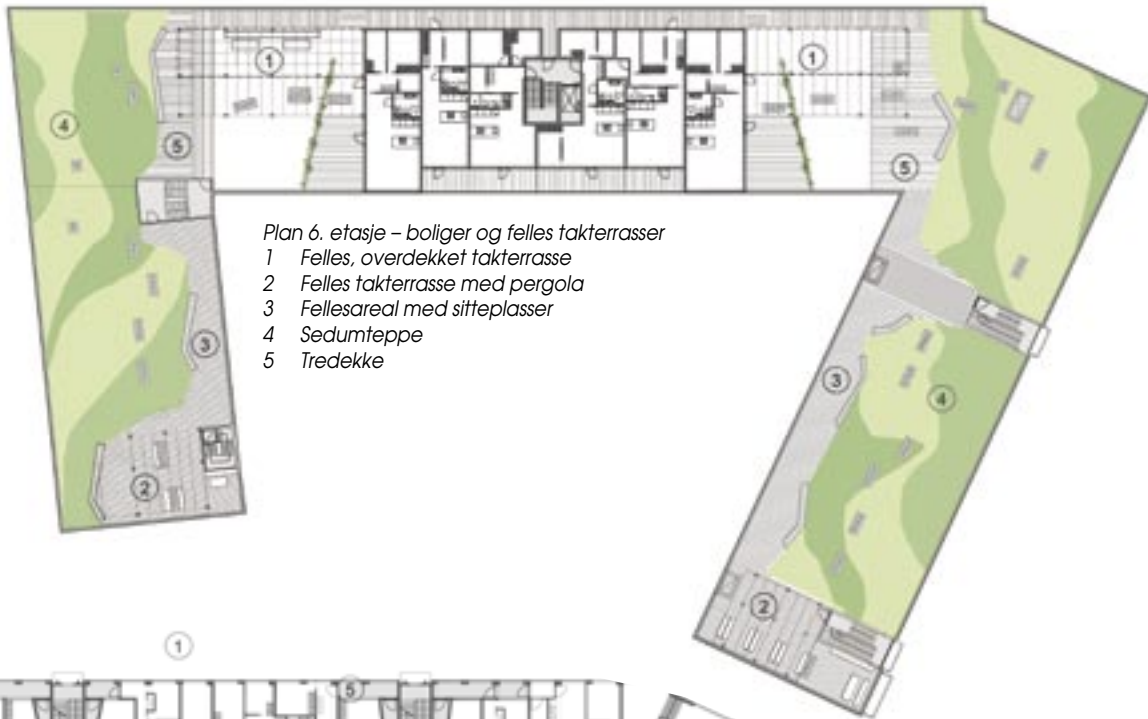 1
1
4
5
5
Plan 6. etasje – boliger og felles takterrasser
1 Felles, overdekket takterrasse
2 Felles takterrasse med pergola
3 Fellesareal med sitteplasser
4 Sedumteppe
5 Tredekke
3
3
4
2
2
1
5